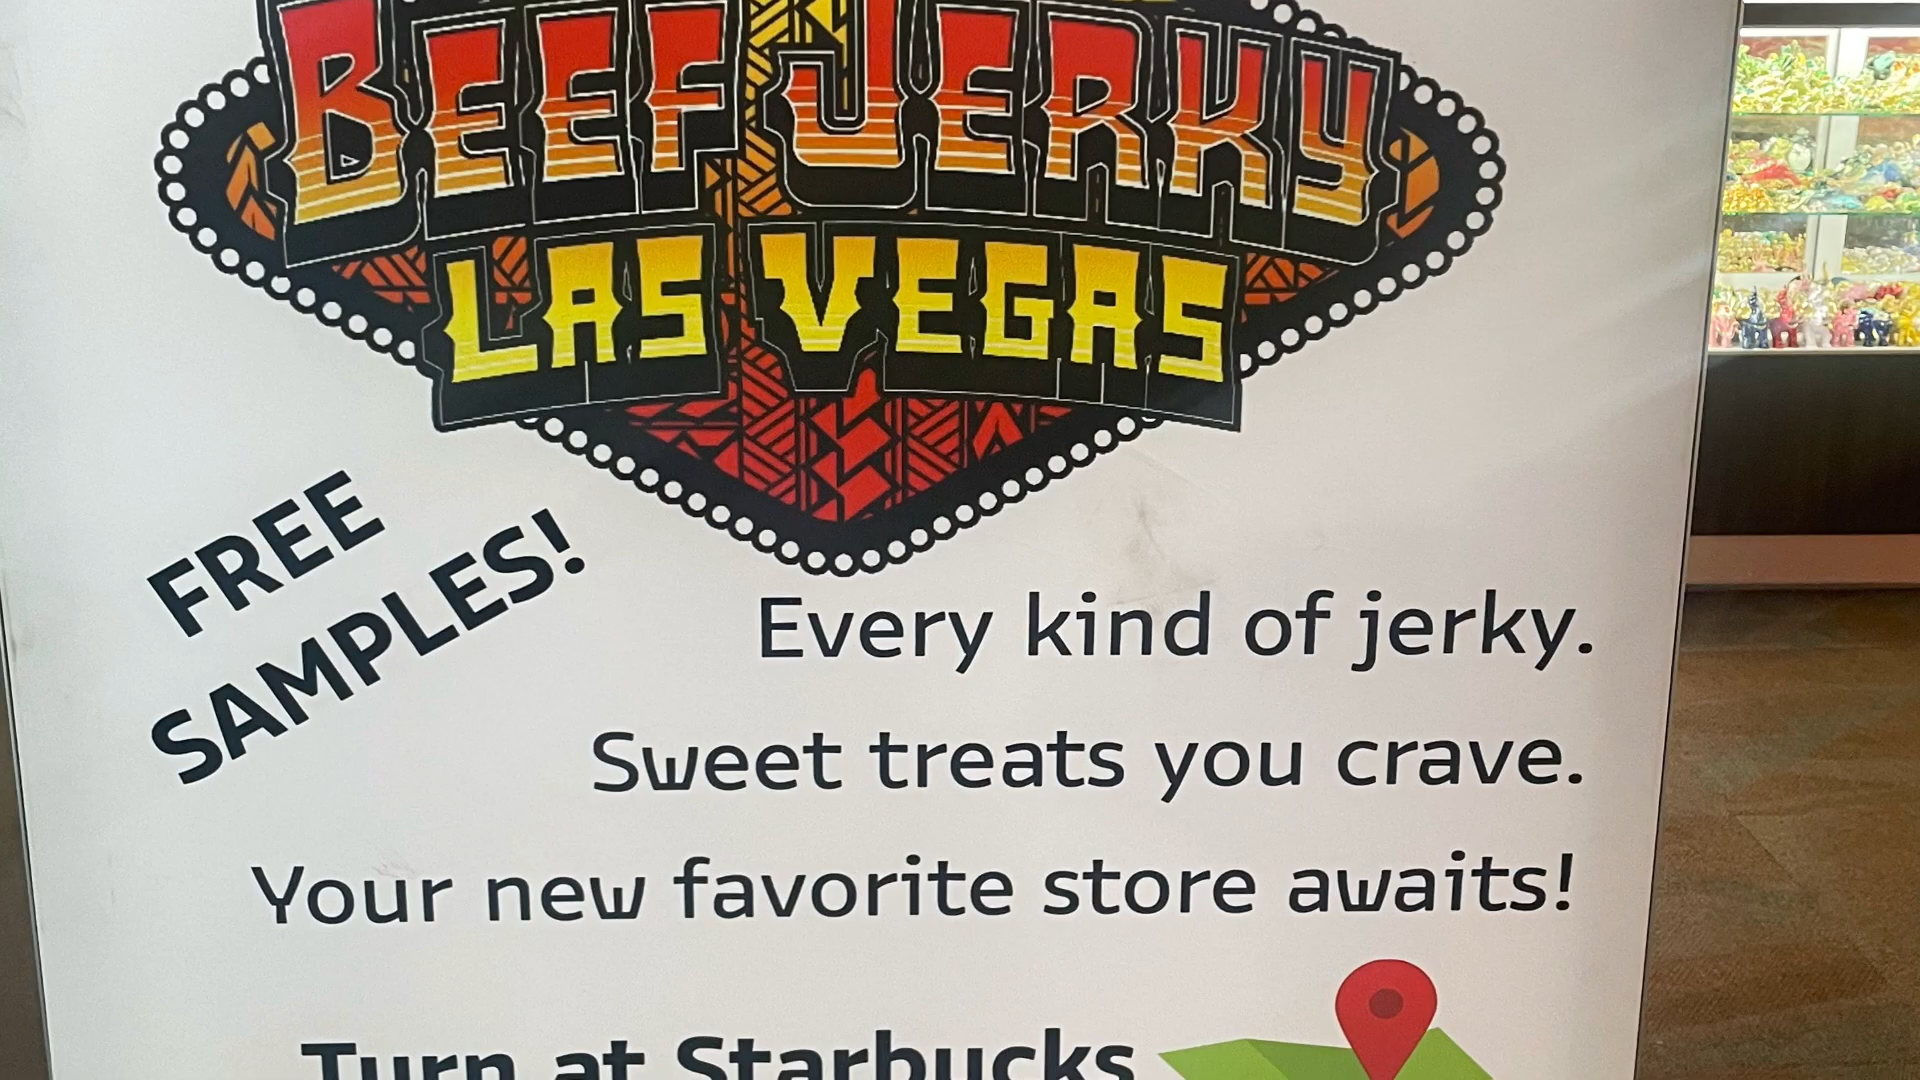 BEEF JERKY
LAS VEGAS
FREE
SAMPLES!
Every kind of jerky.
Sweet treats you crave.
Your new favorite store awaits!
Turn at Starbucks